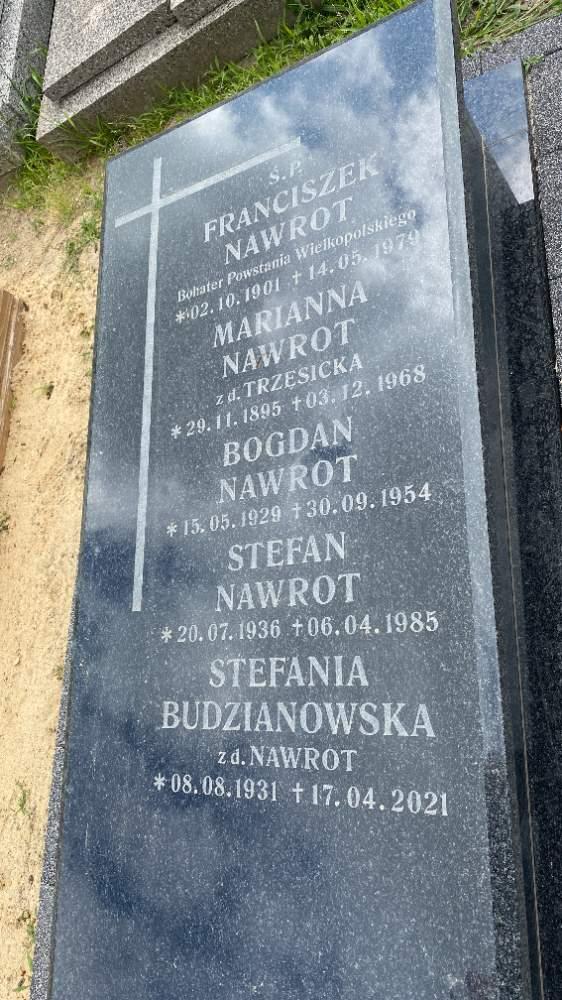 Ś.P.
FRANCISZEK
NAWROT
Bohater Powstania Wielkopolskiego
*02.10.1901 †14.05.1979
MARIANNA
NAWROT
z d. TRZESICKA
*29.11.1895 †03.12.1968
BOGDAN
NAWROT
*15.05.1929 †30.09.1954
STEFAN
NAWROT
*20.07.1936 †06.04.1985
STEFANIA
BUDZIANOWSKA
z d. NAWROT
*08.08.1931 †17.04.2021